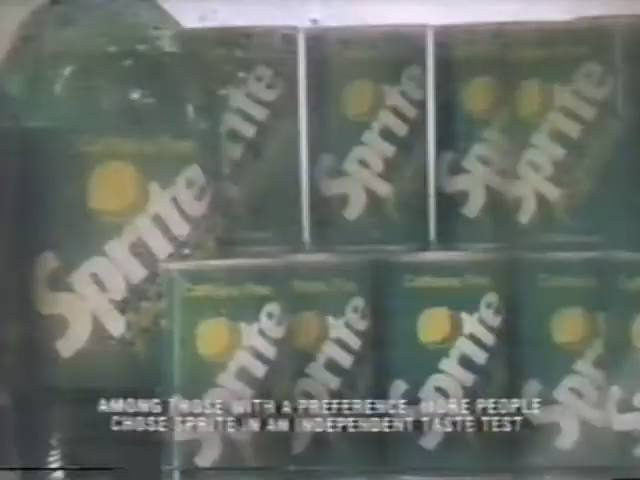 Sprite
Sprite
Sprite
Sprite
Sprite
Sprite
Sprite
Sprite
AMONG THOSE WITH A PREFERENCE, MORE PEOPLE
CHOSE SPRITE IN AN INDEPENDENT TASTE TEST